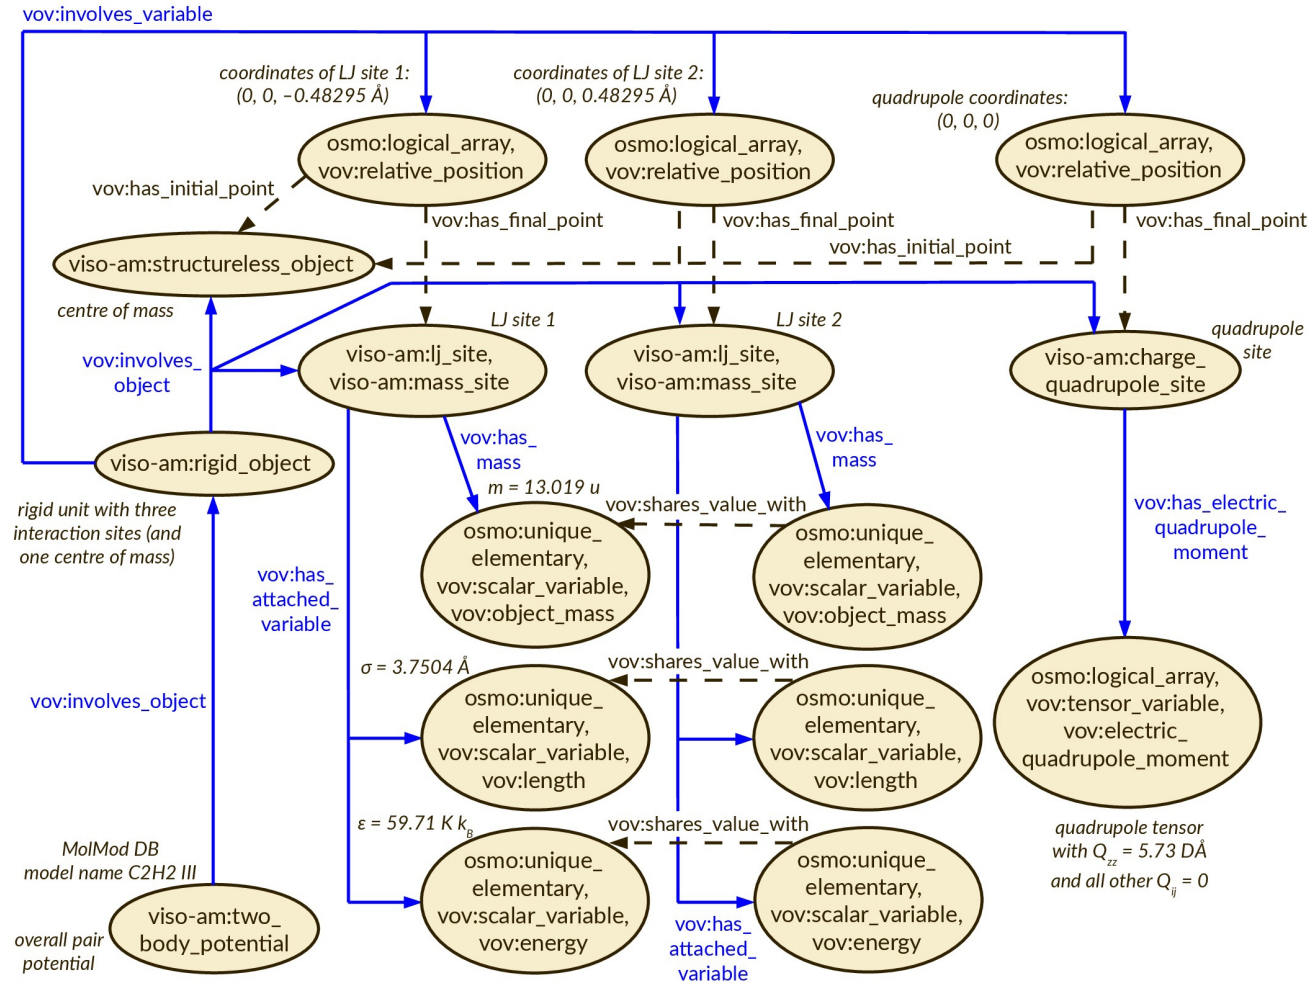 vov:involves_variable
coordinates of LJ site 1:
(0, 0, −0.48295 Å)
coordinates of LJ site 2:
(0, 0, 0.48295 Å)
quadrupole coordinates:
(0, 0, 0)
osmo:logical_array,
vov:relative_position
osmo:logical_array,
vov:relative_position
osmo:logical_array,
vov:relative_position
vov:has_initial_point
vov:has_final_point
vov:has_final_point
vov:has_final_point
vov:has_initial_point
viso-am:structureless_object
centre of mass
LJ site 1
LJ site 2
quadrupole
site
vov:involves_
object
viso-am:lj_site,
viso-am:mass_site
viso-am:lj_site,
viso-am:mass_site
viso-am:charge_
quadrupole_site
viso-am:rigid_object
rigid unit with three
interaction sites (and
one centre of mass)
vov:has_
mass
vov:has_
mass
m = 13.019 u
vov:shares_value_with
osmo:unique_
elementary,
vov:scalar_variable,
vov:object_mass
osmo:unique_
elementary,
vov:scalar_variable,
vov:object_mass
vov:has_electric_
quadrupole_
moment
vov:has_
attached_
variable
σ = 3.7504 Å
vov:shares_value_with
osmo:unique_
elementary,
vov:scalar_variable,
vov:length
osmo:unique_
elementary,
vov:scalar_variable,
vov:length
osmo:logical_array,
vov:tensor_variable,
vov:electric_
quadrupole_moment
vov:involves_object
ε = 59.71 K kB
vov:shares_value_with
osmo:unique_
elementary,
vov:scalar_variable,
vov:energy
osmo:unique_
elementary,
vov:scalar_variable,
vov:energy
quadrupole tensor
with Qzz = 5.73 DÅ
and all other Qij = 0
MolMod DB
model name C2H2 III
viso-am:two_
body_potential
overall pair
potential
vov:has_
attached_
variable